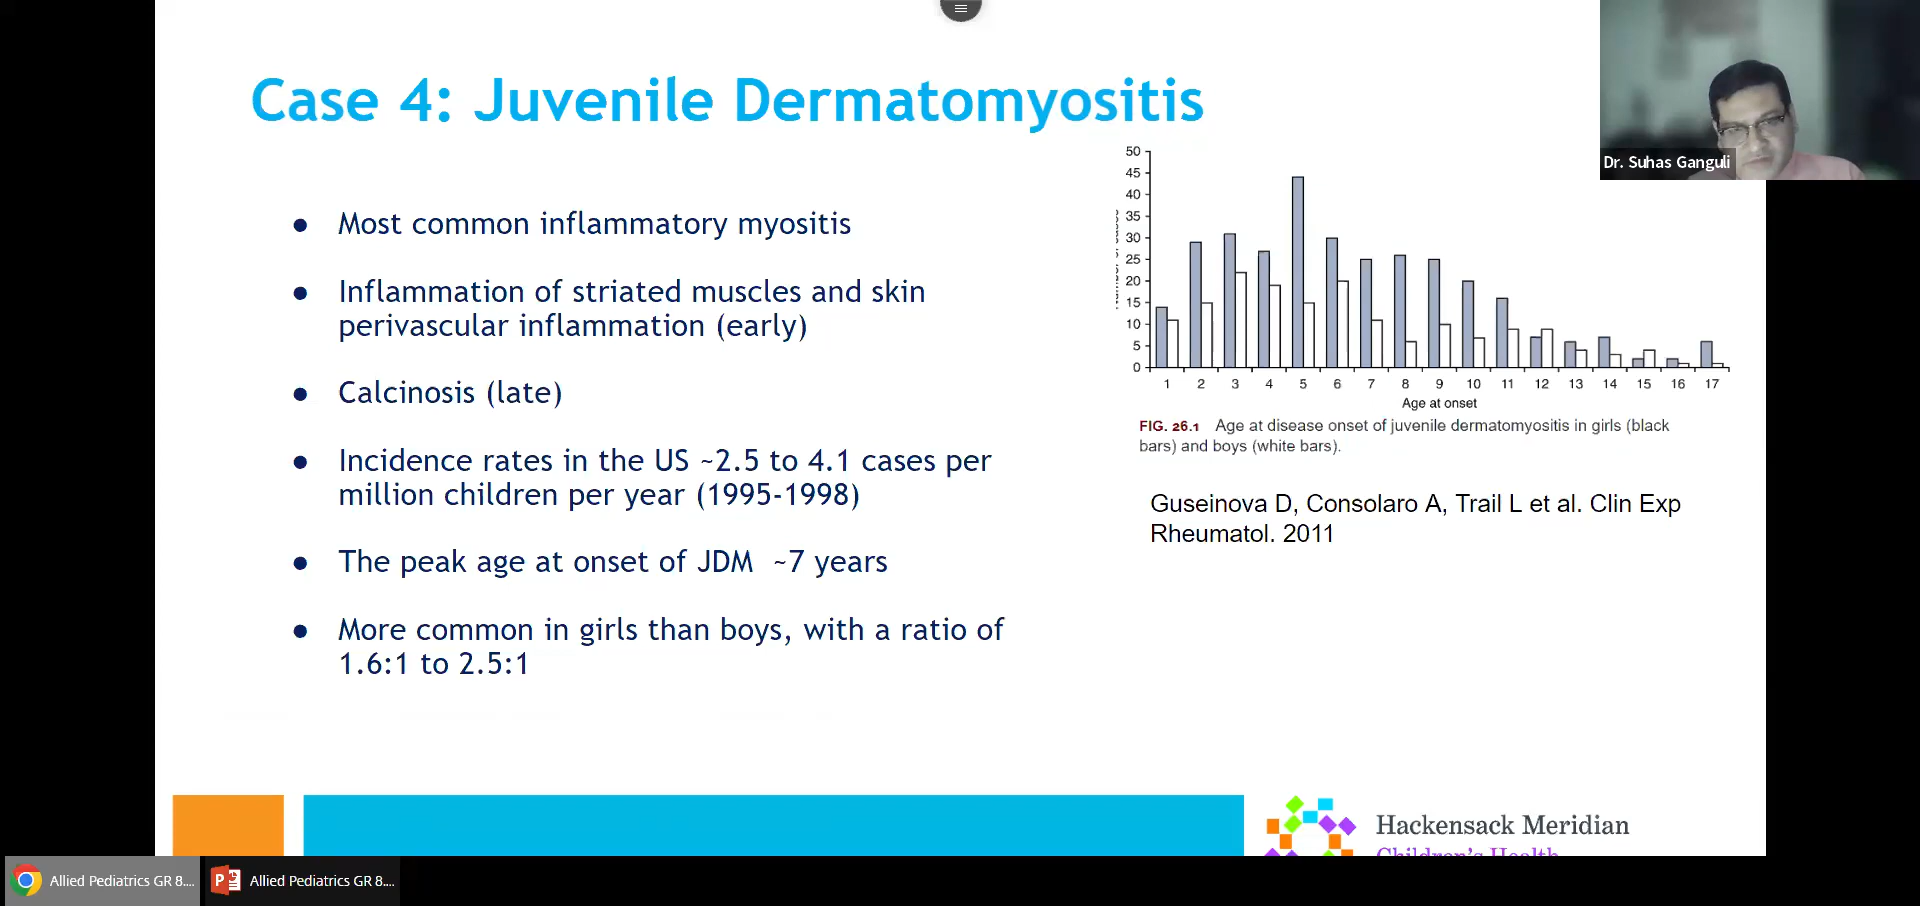 Case 4: Juvenile Dermatomyositis
Dr. Suhas Ganguli
● Most common inflammatory myositis
● Inflammation of striated muscles and skin
perivascular inflammation (early)
● Calcinosis (late)
● Incidence rates in the US ~2.5 to 4.1 cases per
million children per year (1995-1998)
● The peak age at onset of JDM ~7 years
● More common in girls than boys, with a ratio of
1.6:1 to 2.5:1
50
45
40
35
30
25
20
15
10
5
0
1 2 3 4 5 6 7 8 9 10 11 12 13 14 15 16 17
Age at onset
FIG. 26.1 Age at disease onset of juvenile dermatomyositis in girls (black
bars) and boys (white bars).
Guseinova D, Consolaro A, Trail L et al. Clin Exp
Rheumatol. 2011
Hackensack Meridian
Children's Health
Allied Pediatrics GR 8....
Allied Pediatrics GR 8....